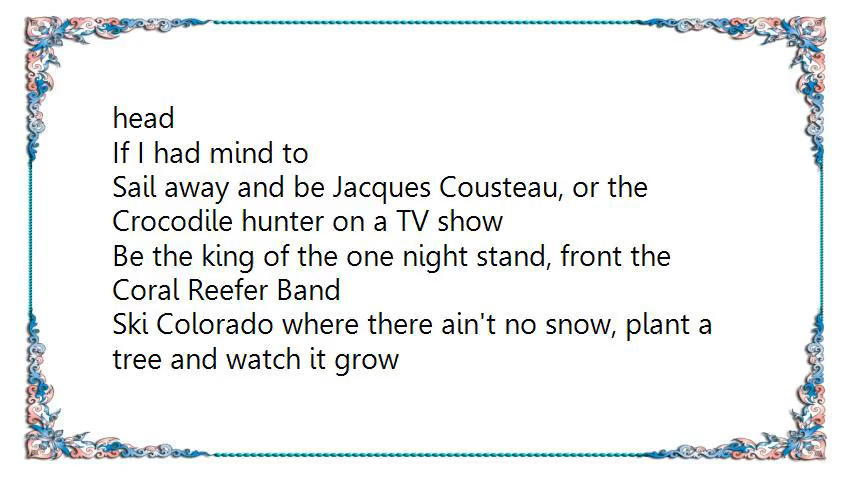 head
If I had mind to
Sail away and be Jacques Cousteau, or the
Crocodile hunter on a TV show
Be the king of the one night stand, front the
Coral Reefer Band
Ski Colorado where there ain't no snow, plant a
tree and watch it grow